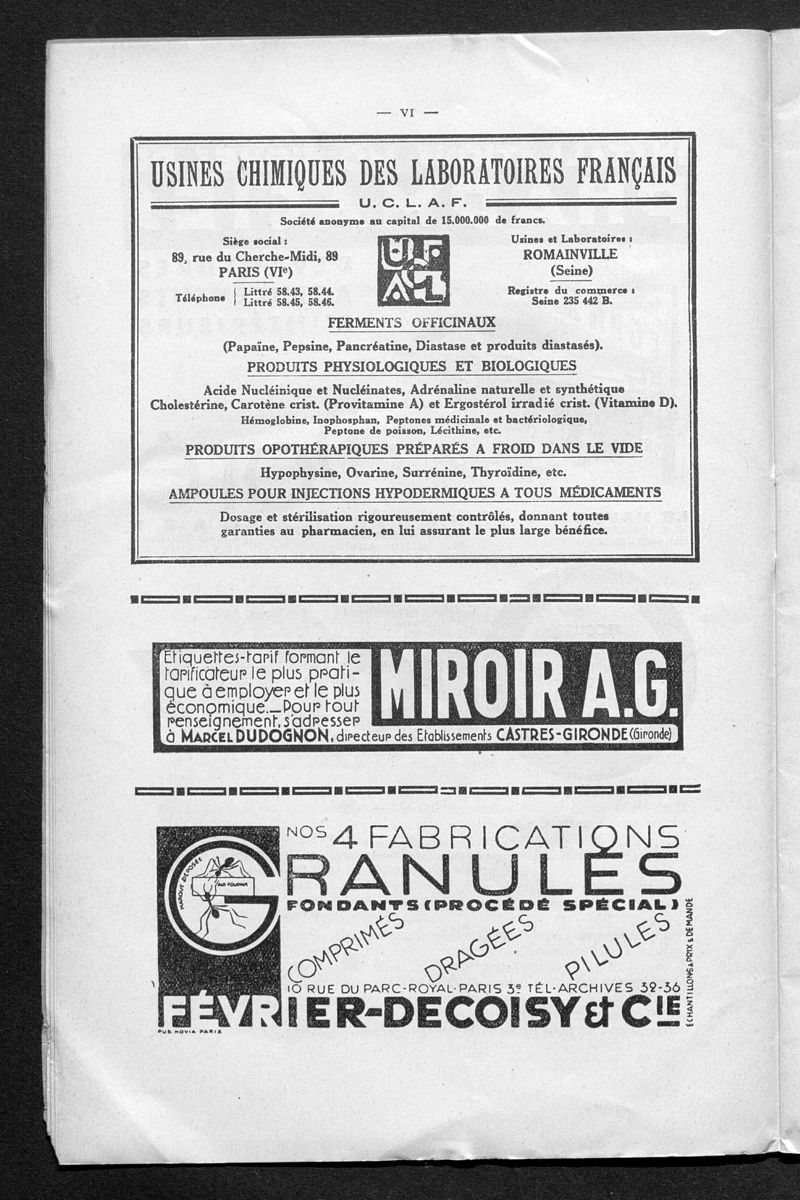 — VI —
USINES CHIMIQUES DES LABORATOIRES FRANÇAIS
U. C. L. A. F.
Société anonyme au capital de 15.000.000 de francs.
Siège social :
89, rue du Cherche-Midi, 89
PARIS (VIe)
Téléphone { Littré 58.43, 58.44.
Littré 58.45, 58.46.
UCLAF
Usines et Laboratoires :
ROMAINVILLE
(Seine)
Registre du commerce :
Seine 235 442 B.
FERMENTS OFFICINAUX
(Papaïne, Pepsine, Pancréatine, Diastase et produits diastasés).
PRODUITS PHYSIOLOGIQUES ET BIOLOGIQUES
Acide Nucléinique et Nucléinates, Adrénaline naturelle et synthétique
Cholestérine, Carotène crist. (Provitamine A) et Ergostérol irradié crist. (Vitamine D).
Hémoglobine, Inophosphan, Peptones médicinale et bactériologique,
Peptone de poisson, Lécithine, etc.
PRODUITS OPOTHÉRAPIQUES PRÉPARÉS A FROID DANS LE VIDE
Hypophysine, Ovarine, Surrénine, Thyroïdine, etc.
AMPOULES POUR INJECTIONS HYPODERMIQUES A TOUS MÉDICAMENTS
Dosage et stérilisation rigoureusement contrôlés, donnant toutes
garanties au pharmacien, en lui assurant le plus large bénéfice.
Etiquettes-tarif formant le
tarificateur le plus prati-
que à employer et le plus
économique._Pour tout
renseignement, s'adresser
à MARCEL DUDOGNON, directeur des Etablissements CASTRES-GIRONDE (Gironde)
MIROIR A.G.
NOS 4 FABRICATIONS
GRANULES
MARQUE DÉPOSÉE
AUX FOURMIS
FONDANTS (PROCÉDÉ SPÉCIAL)
COMPRIMÉS
DRAGÉES
PILULES
10 RUE DU PARC-ROYAL-PARIS 3e TÉL-ARCHIVES 32-36
FÉVRIER-DECOISY & CIE
ECHANTILLONS & PRIX S. DEMANDE
PUB. NOVIA PARIS